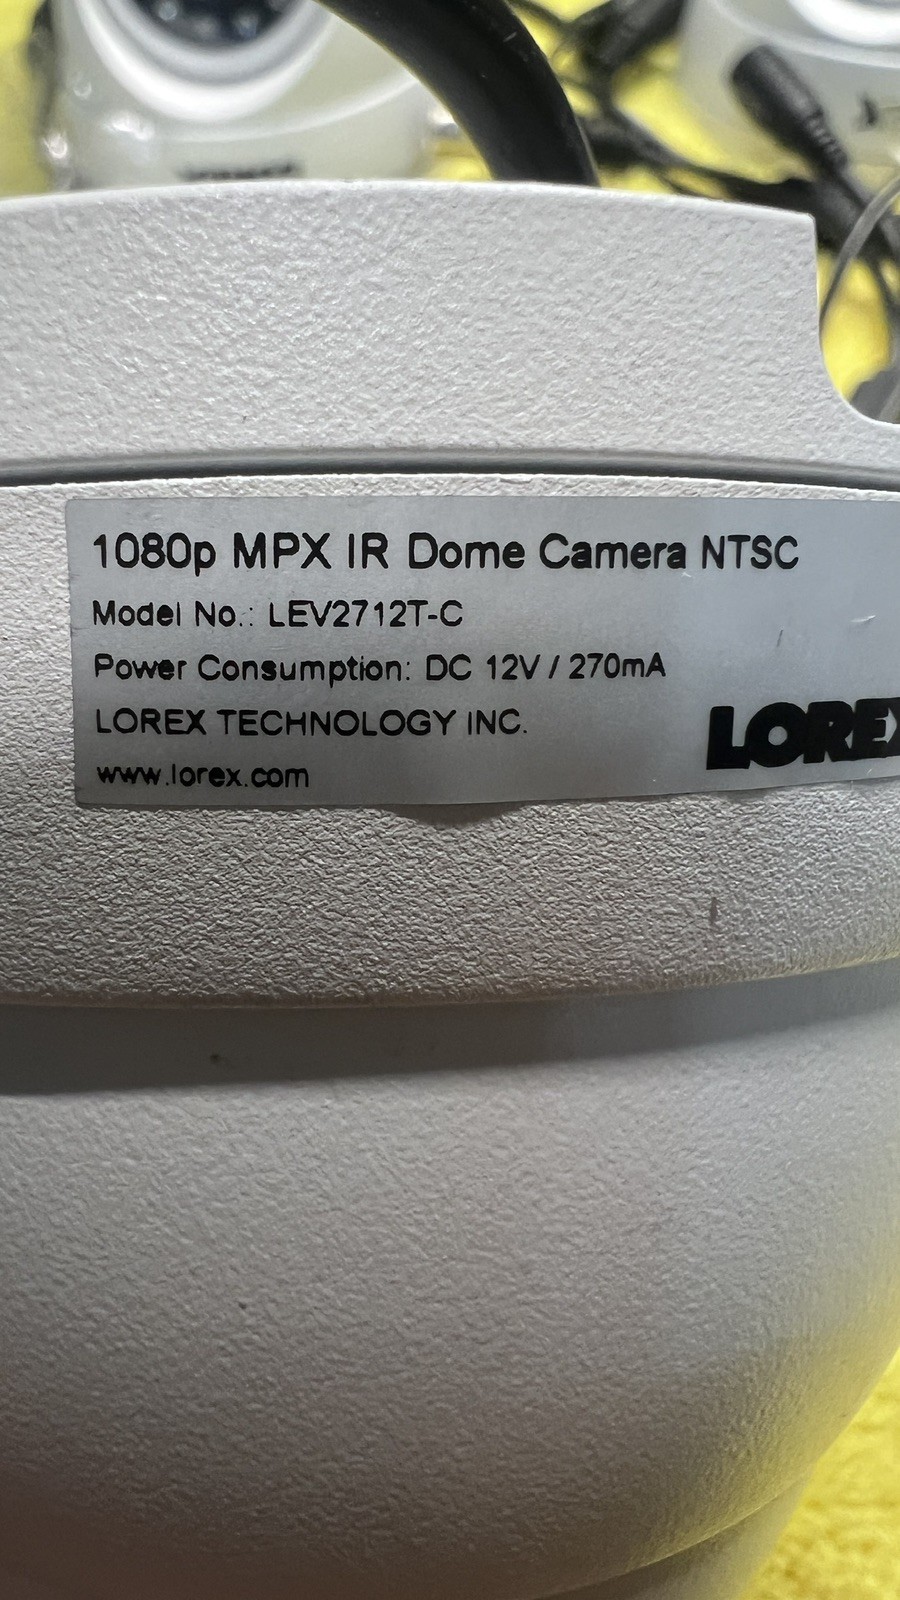 1080p MPX IR Dome Camera NTSC
Model No.: LEV2712T-C
Power Consumption: DC 12V / 270mA
LOREX TECHNOLOGY INC.
www.lorex.com
LOREX